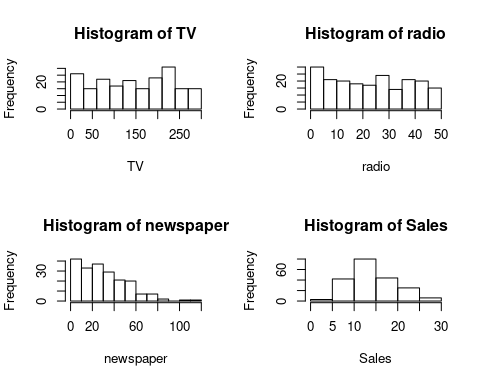 Histogram of TV
Frequency
0 20
0 50 150 250
TV
Histogram of radio
Frequency
0 20
0 10 20 30 40 50
radio
Histogram of newspaper
Frequency
0 30
0 20 60 100
newspaper
Histogram of Sales
Frequency
0 60
0 5 10 20 30
Sales